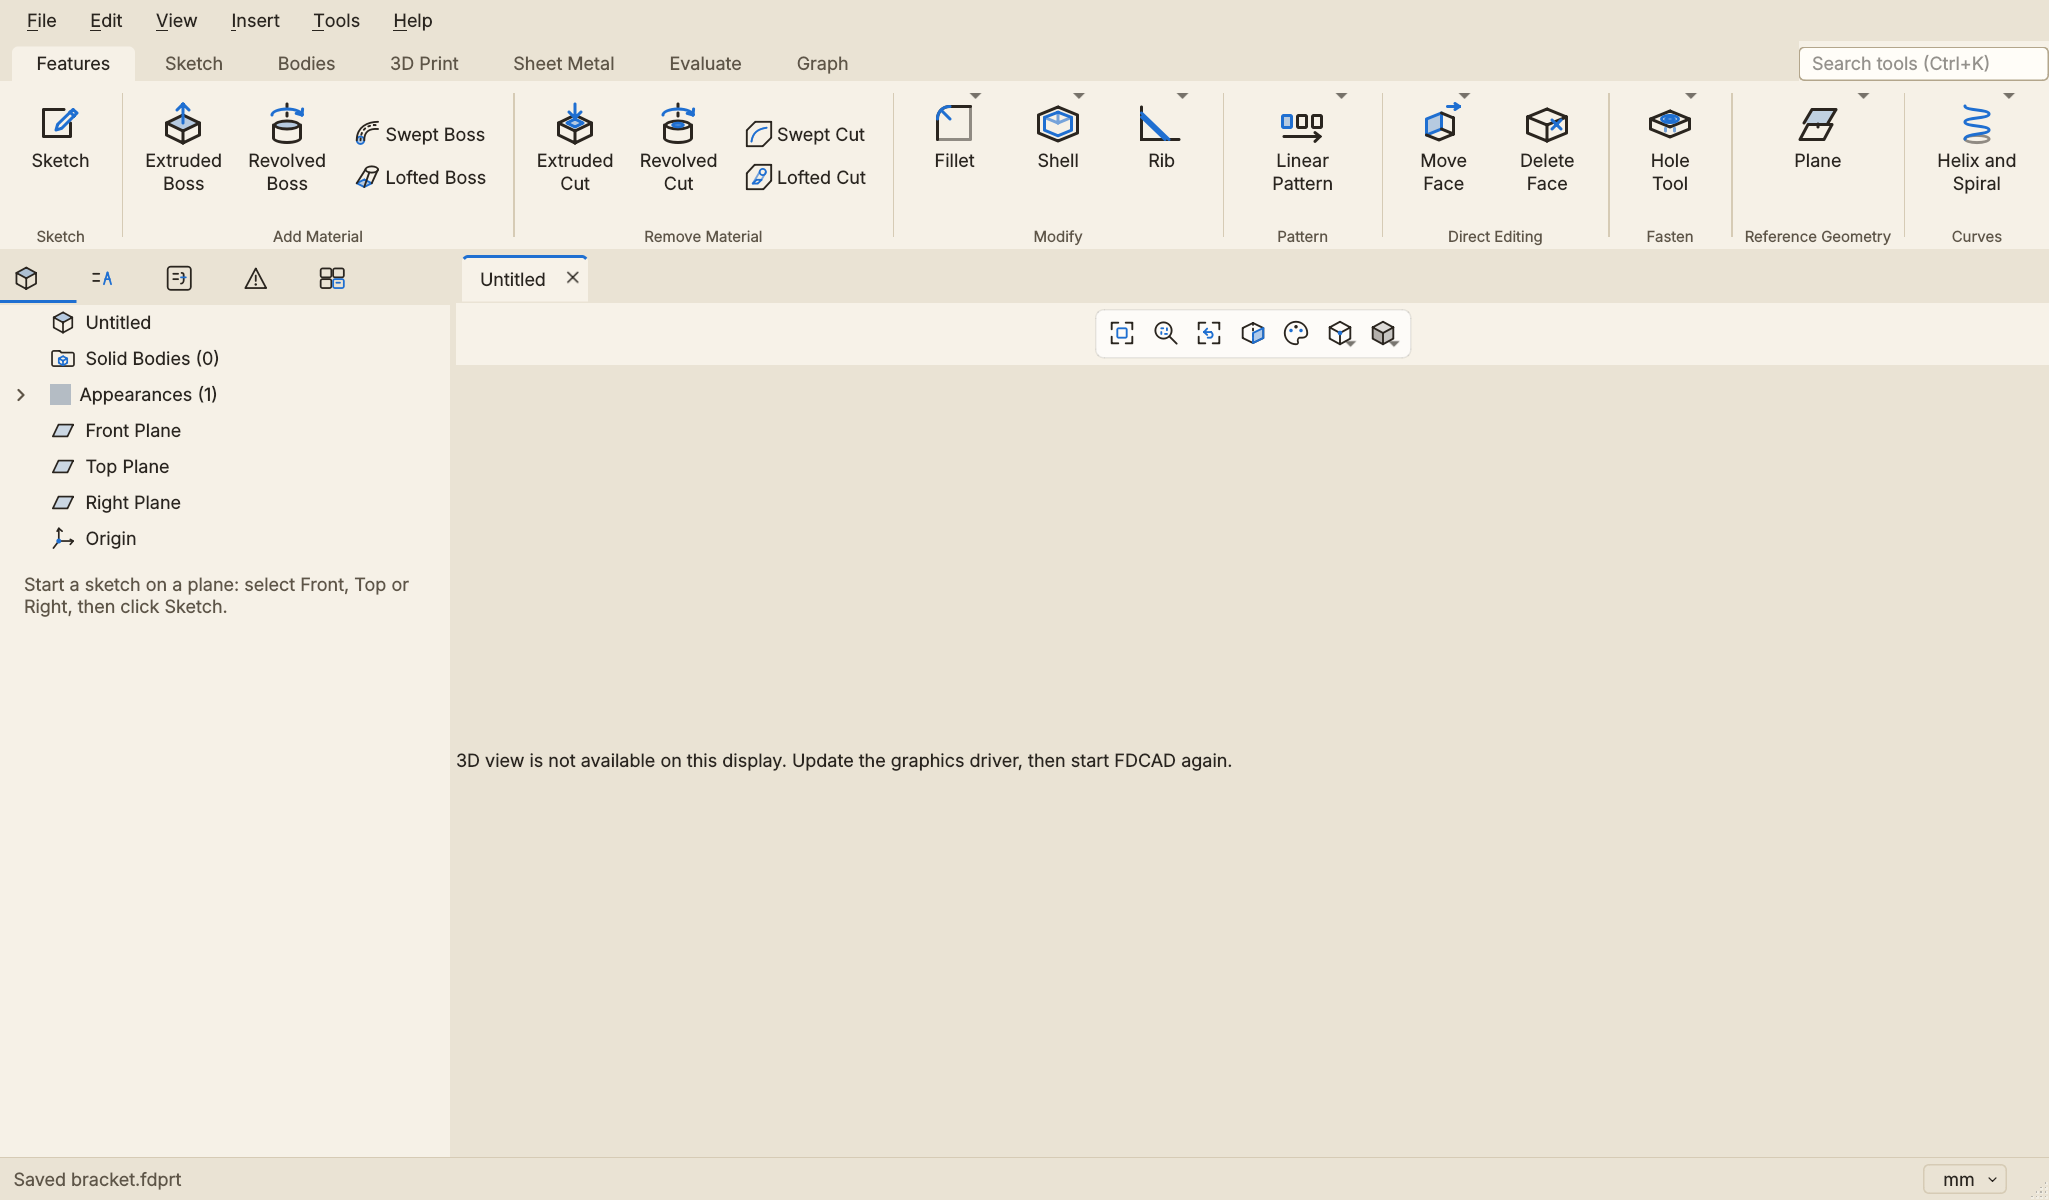 File Edit View Insert Tools Help
Features Sketch Bodies 3D Print Sheet Metal Evaluate Graph Search tools (Ctrl+K)
Sketch
Extruded Boss
Revolved Boss
Swept Boss
Lofted Boss
Extruded Cut
Revolved Cut
Swept Cut
Lofted Cut
Fillet
Shell
Rib
Linear Pattern
Move Face
Delete Face
Hole Tool
Plane
Helix and Spiral
Sketch Add Material Remove Material Modify Pattern Direct Editing Fasten Reference Geometry Curves
Untitled
Untitled
Solid Bodies (0)
Appearances (1)
Front Plane
Top Plane
Right Plane
Origin
Start a sketch on a plane: select Front, Top or
Right, then click Sketch.
3D view is not available on this display. Update the graphics driver, then start FDCAD again.
Saved bracket.fdprt
mm